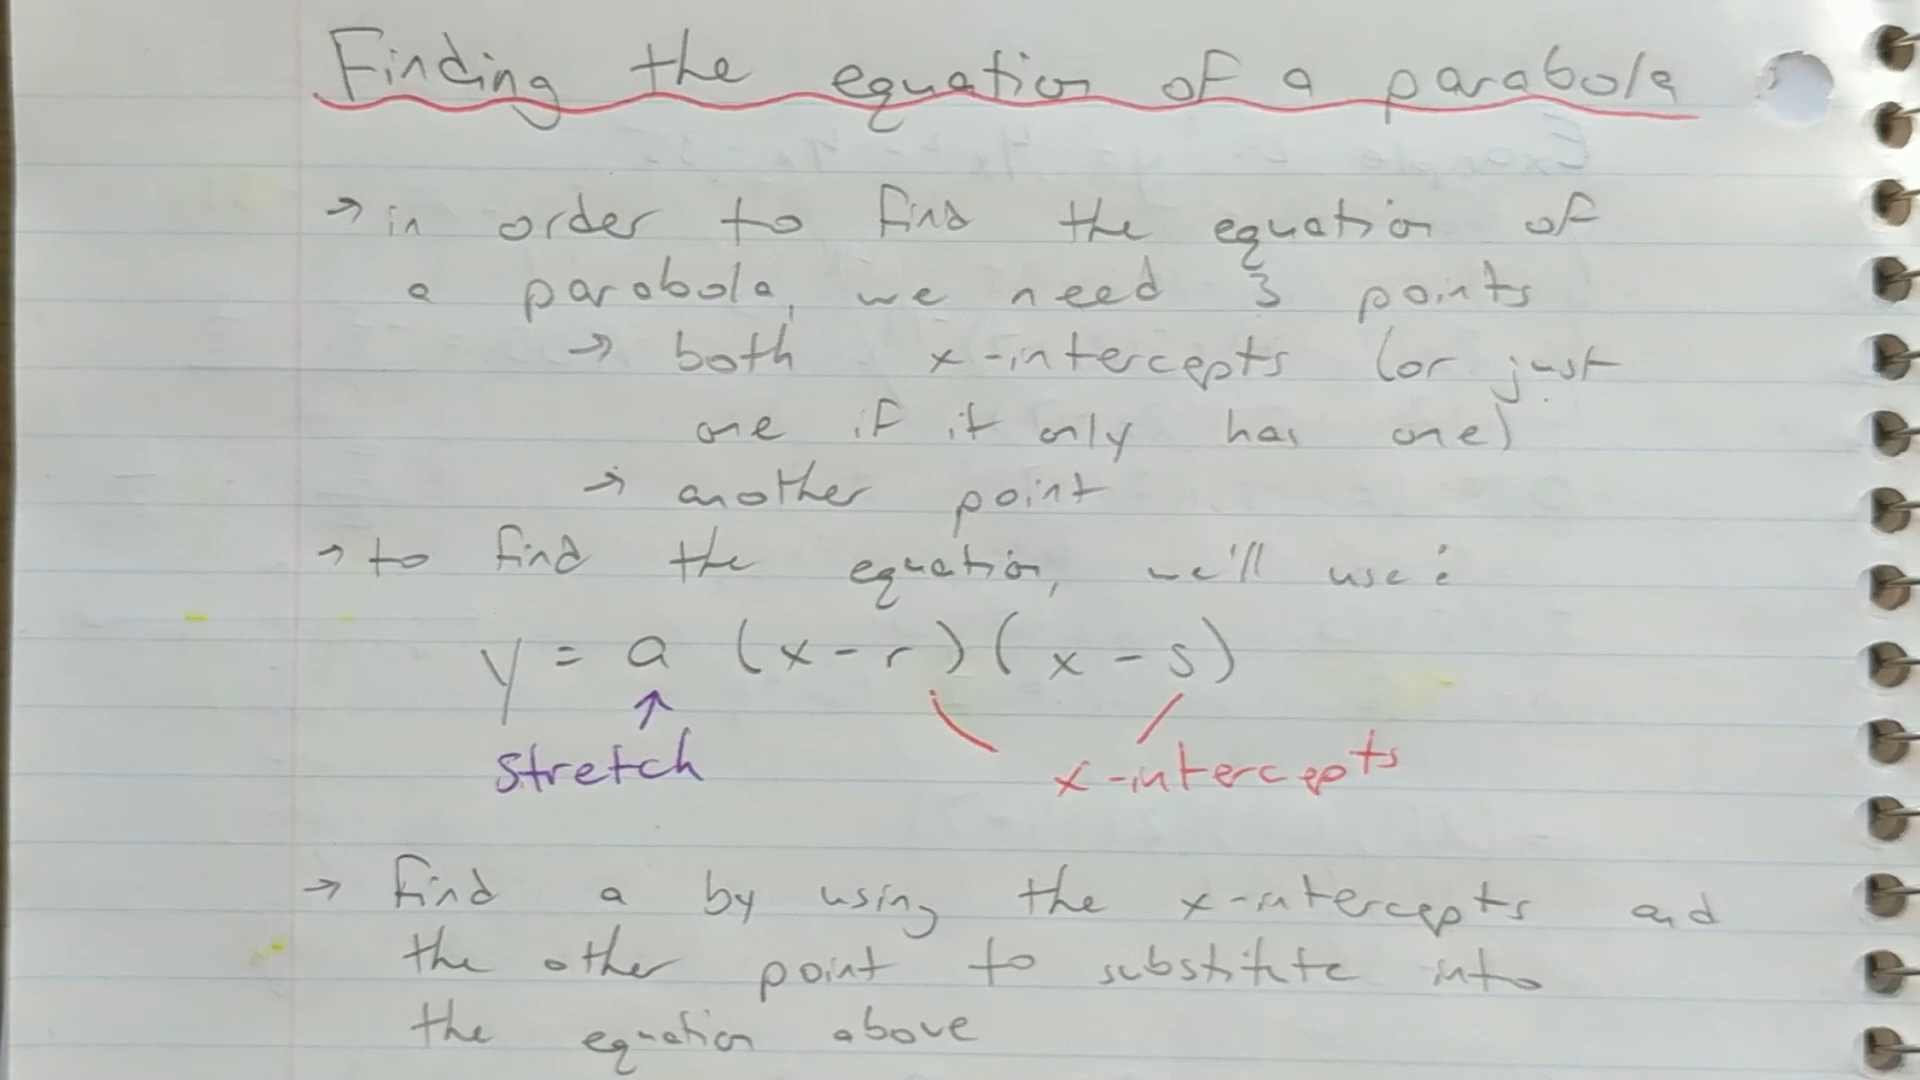 Finding the equation of a parabola
→ in order to find the equation of
a parabola, we need 3 points
→ both x-intercepts (or just
one if it only has one)
→ another point
→ to find the equation, we'll use:
y = a (x-r)(x-s)
↑
stretch x-intercepts
→ find a by using the x-intercepts and
the other point to substitute into
the equation above